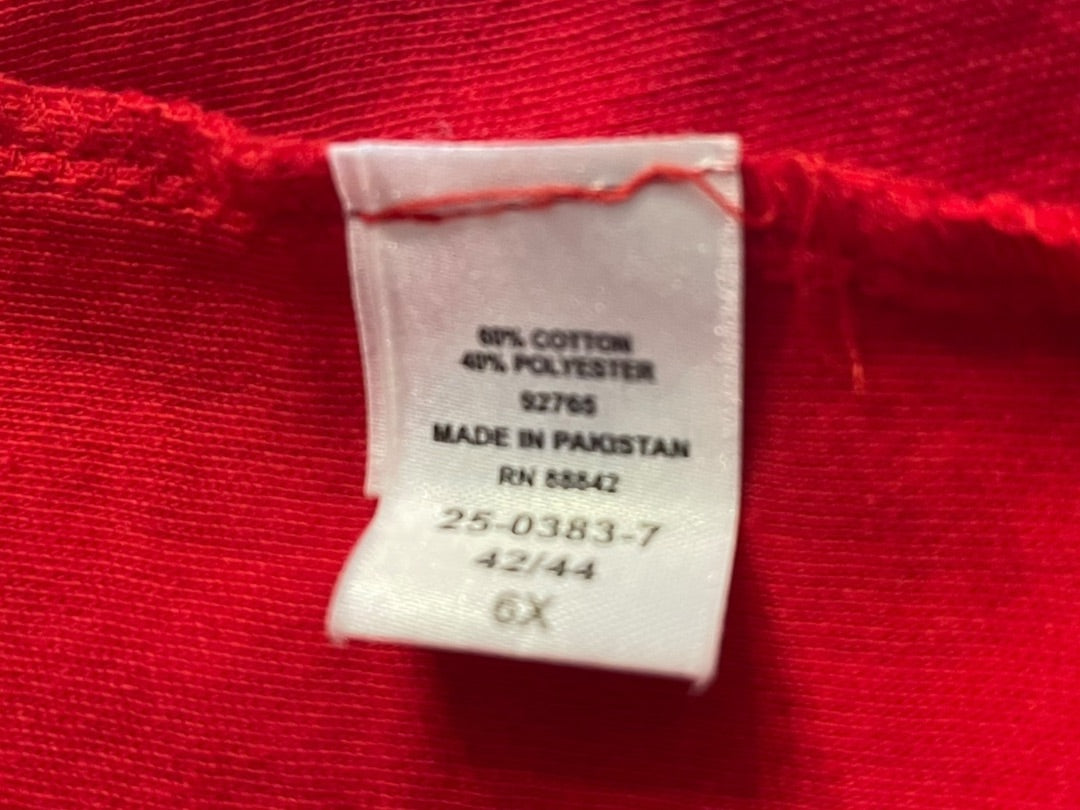 60% COTTON
40% POLYESTER
92765
MADE IN PAKISTAN
RN 88842
25-0383-7
42/44
6X